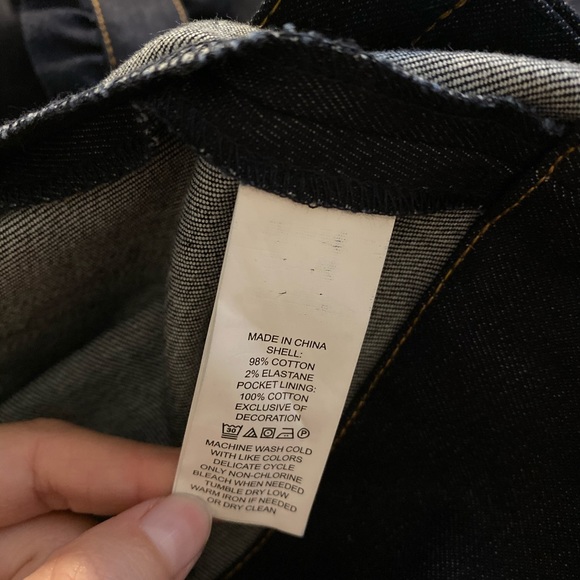 MADE IN CHINA
SHELL:
98% COTTON
2% ELASTANE
POCKET LINING:
100% COTTON
EXCLUSIVE OF
DECORATION
30 P
MACHINE WASH COLD
WITH LIKE COLORS
DELICATE CYCLE
ONLY NON-CHLORINE
BLEACH WHEN NEEDED
TUMBLE DRY LOW
WARM IRON IF NEEDED
OR DRY CLEAN